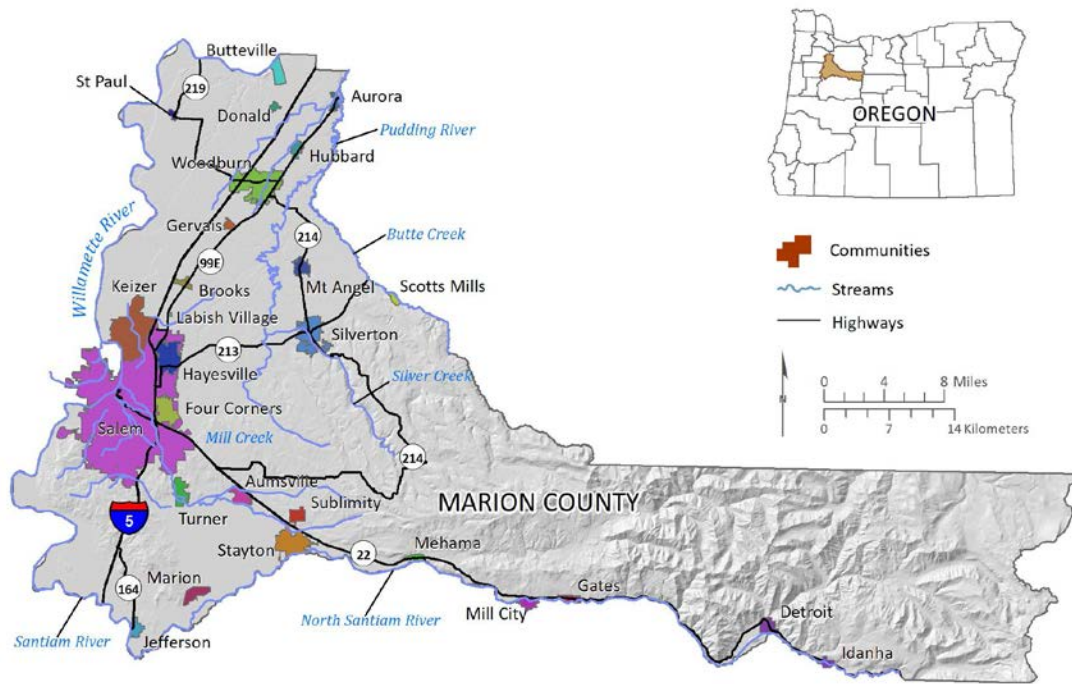 Butteville
St Paul
219
Donald
Aurora
Pudding River
Hubbard
Woodburn
Gervais
214
Butte Creek
Willamette River
99E
Keizer
Brooks
Mt Angel
Scotts Mills
Labish Village
213
Silverton
Hayesville
Silver Creek
Four Corners
Salem
Mill Creek
214
Aumsville
MARION COUNTY
Sublimity
5
Turner
Stayton
22
Mehama
164
Marion
Gates
Mill City
Detroit
North Santiam River
Santiam River
Jefferson
Idanha
OREGON
Communities
Streams
Highways
N
0 4 8 Miles
0 7 14 Kilometers